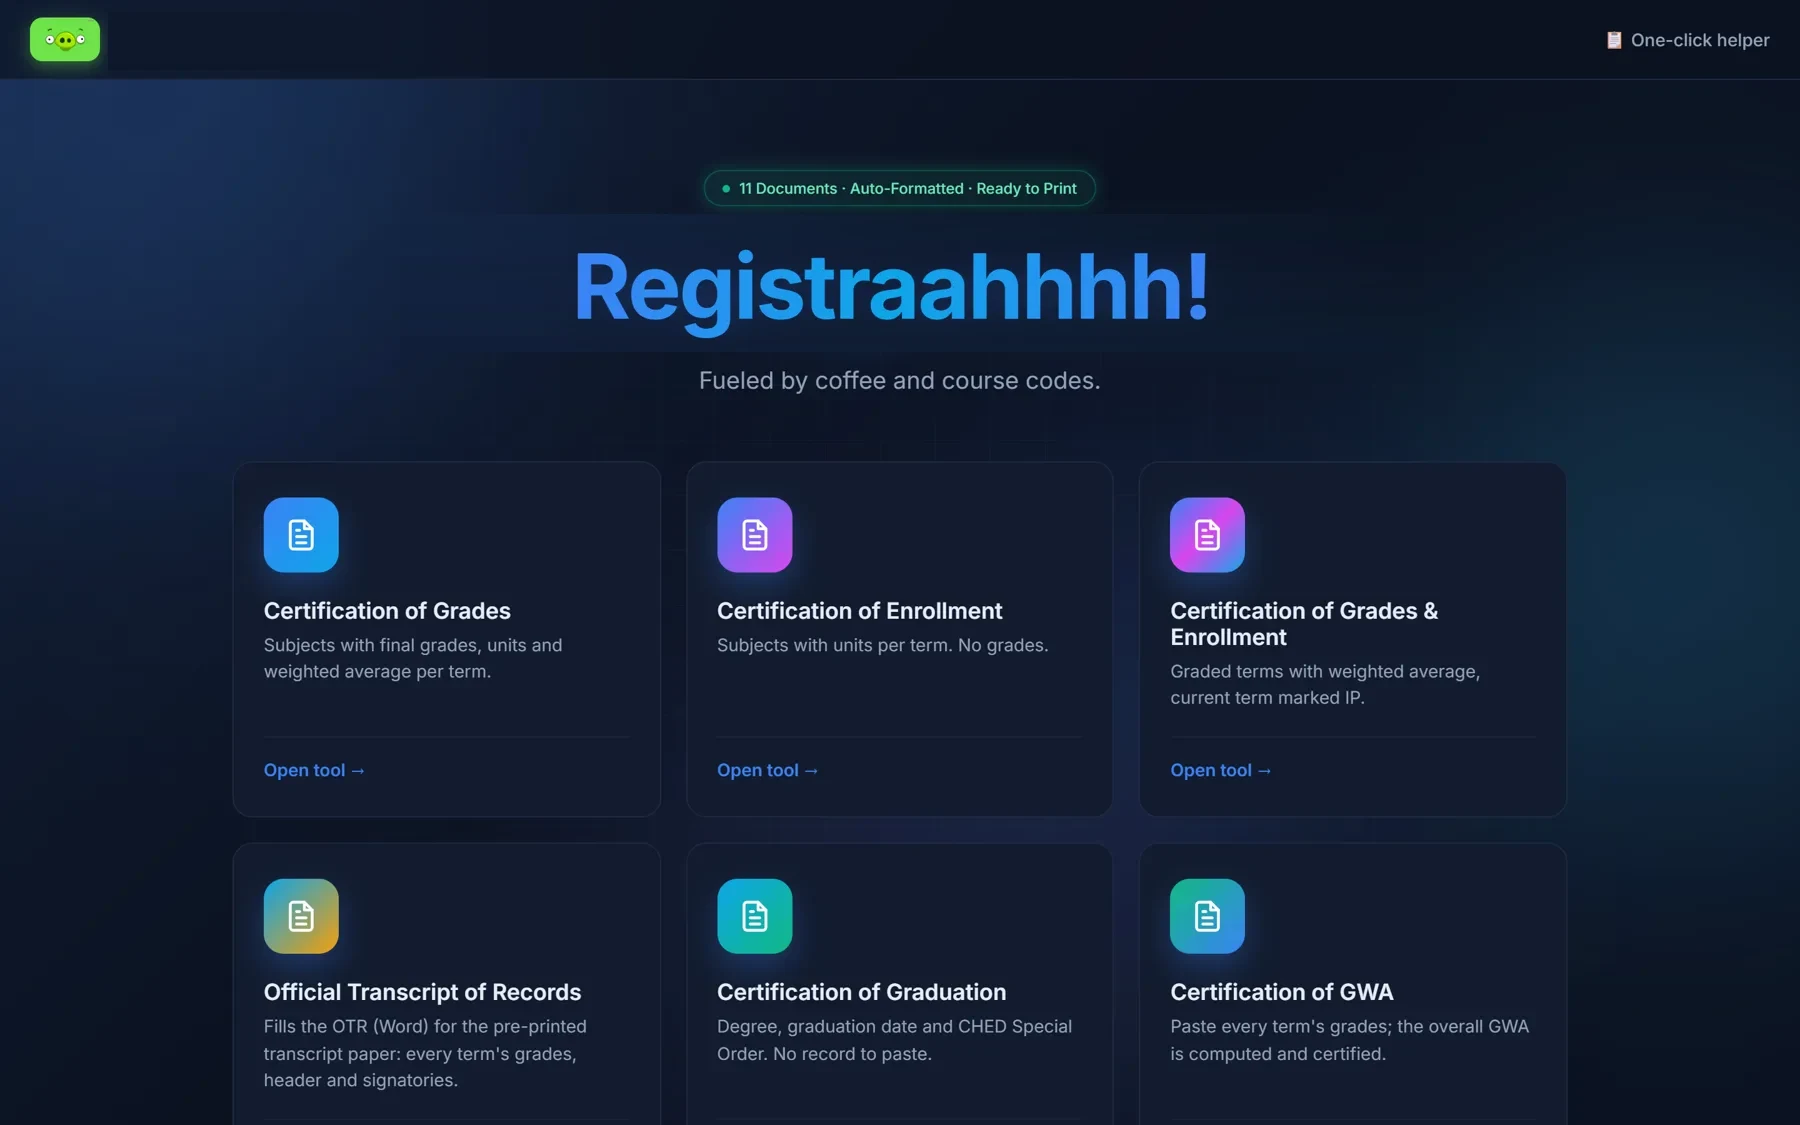 One-click helper
11 Documents · Auto-Formatted · Ready to Print
Registraahhhh!
Fueled by coffee and course codes.
Certification of Grades
Subjects with final grades, units and
weighted average per term.
Open tool →
Certification of Enrollment
Subjects with units per term. No grades.
Open tool →
Certification of Grades &
Enrollment
Graded terms with weighted average,
current term marked IP.
Open tool →
Official Transcript of Records
Fills the OTR (Word) for the pre-printed
transcript paper: every term's grades,
header and signatories.
Certification of Graduation
Degree, graduation date and CHED Special
Order. No record to paste.
Certification of GWA
Paste every term's grades; the overall GWA
is computed and certified.